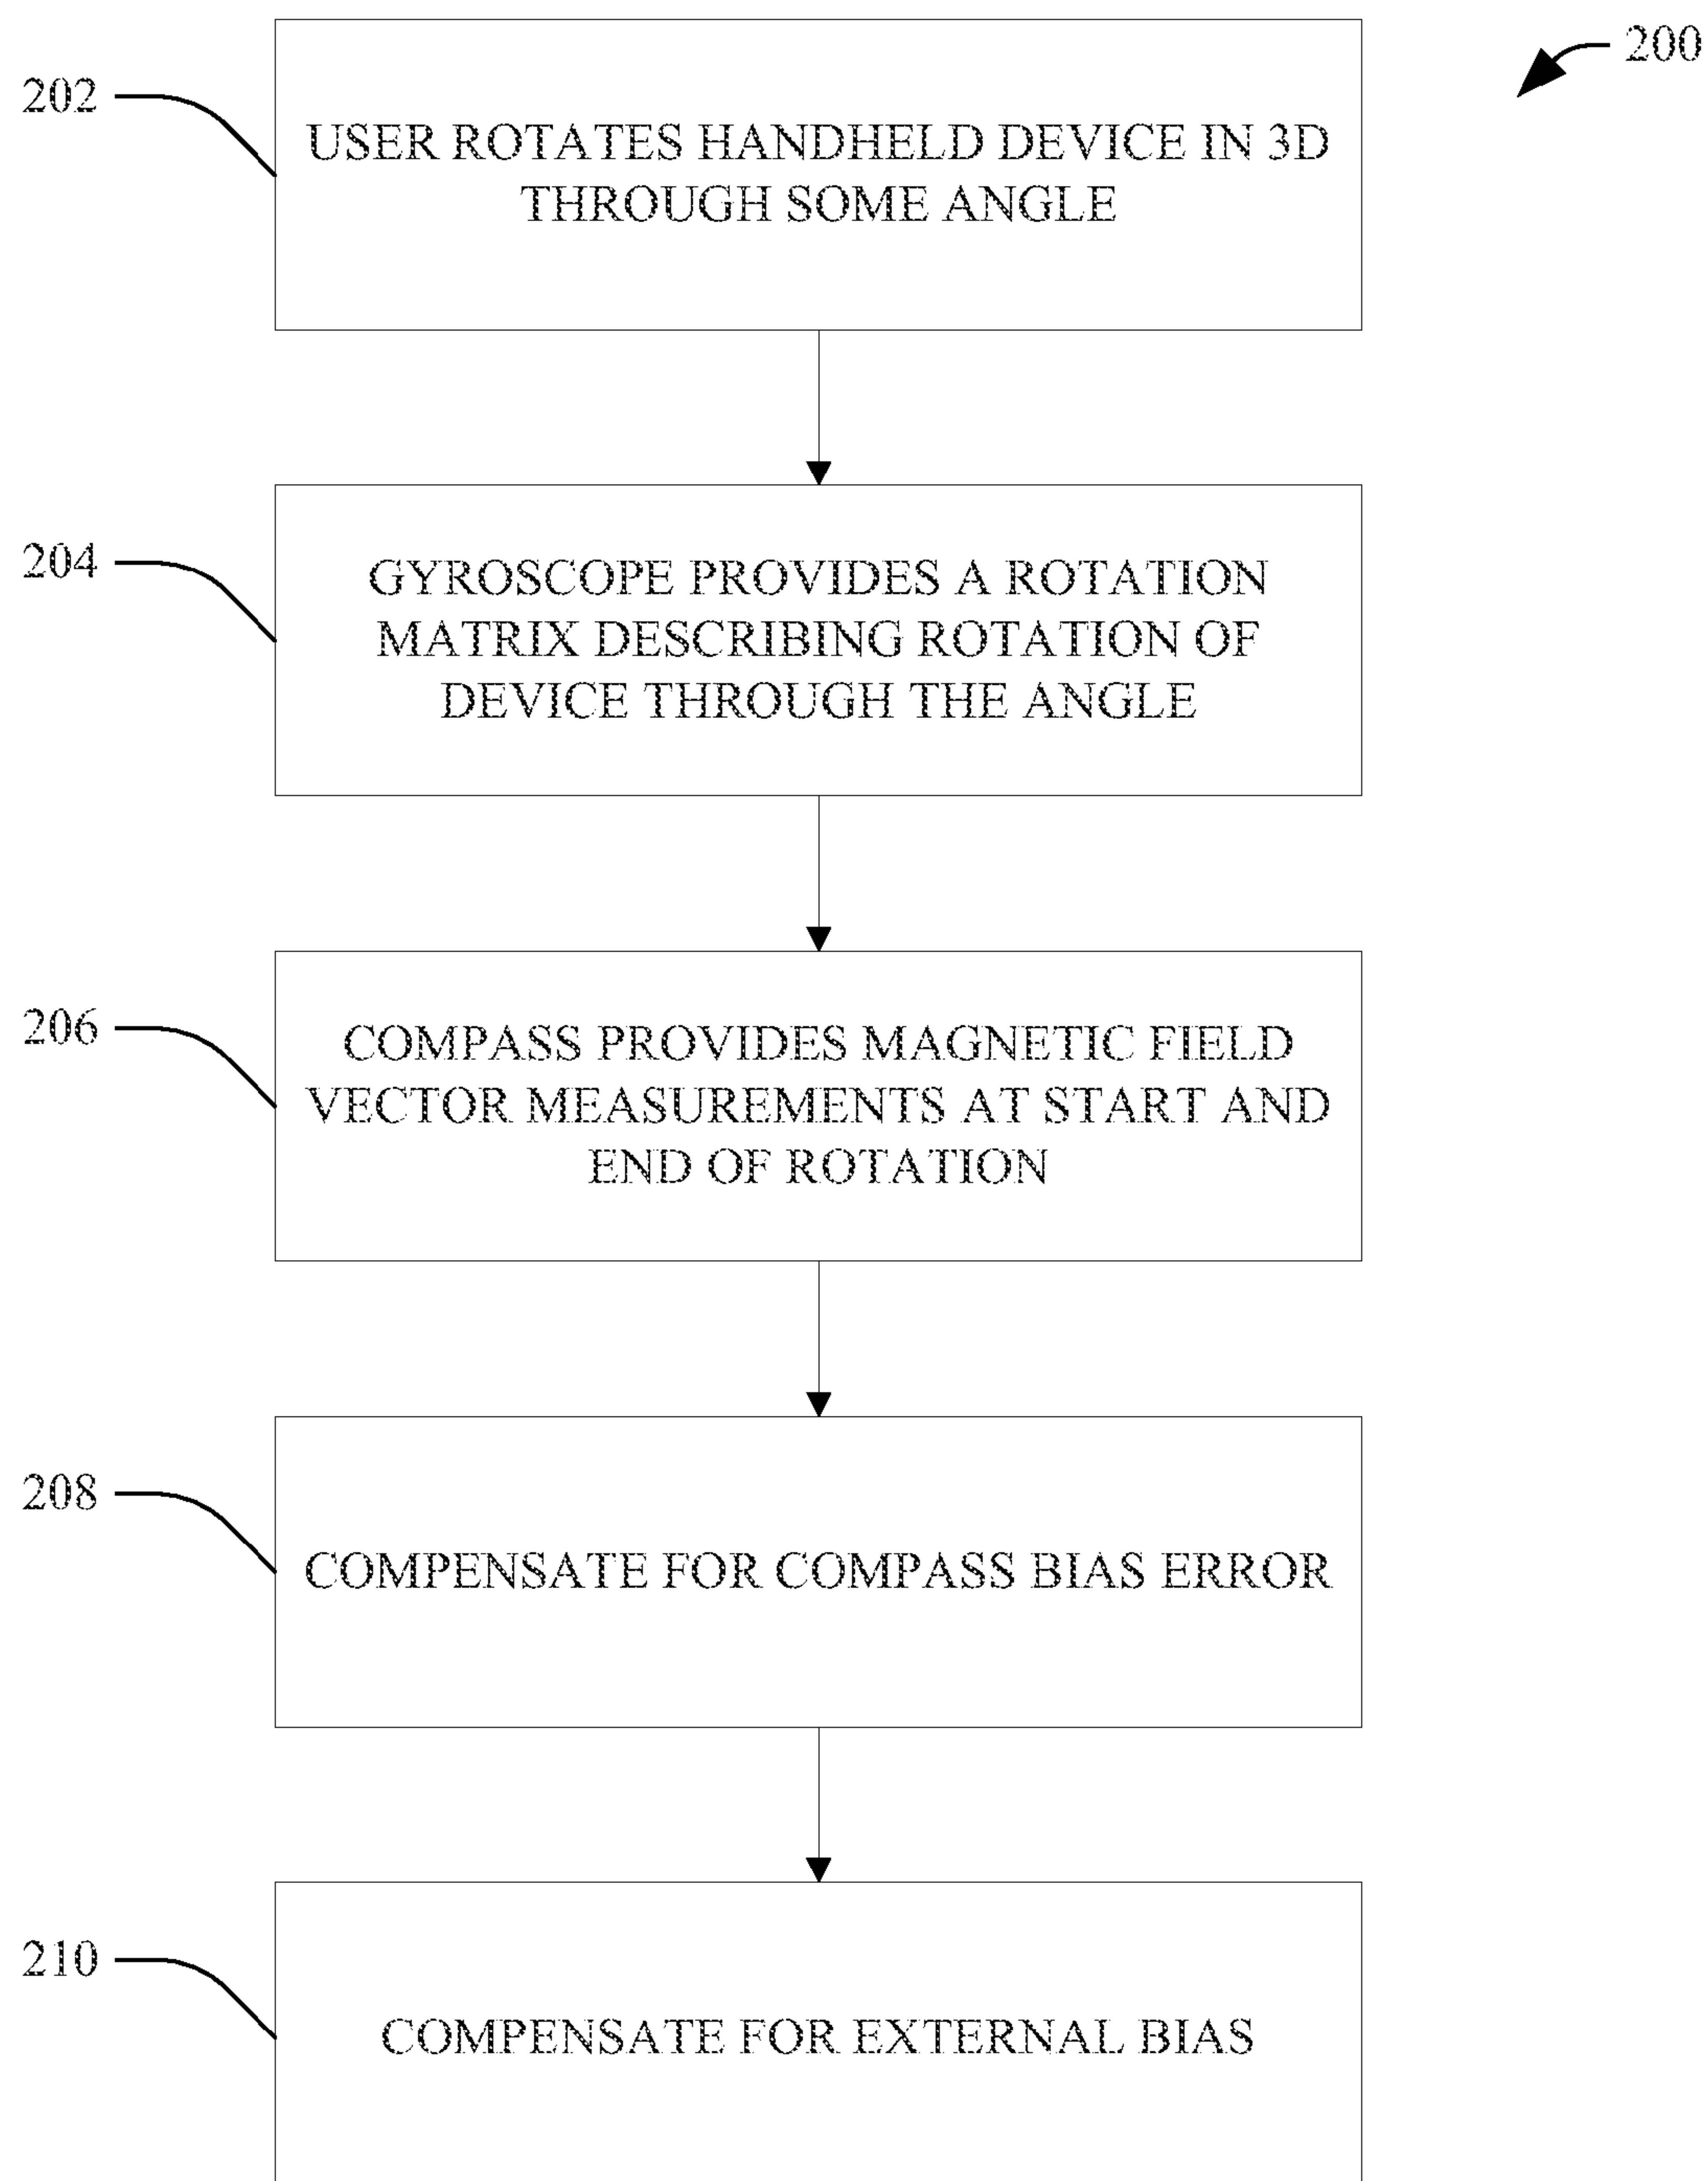 200
202
USER ROTATES HANDHELD DEVICE IN 3D
THROUGH SOME ANGLE
204
GYROSCOPE PROVIDES A ROTATION
MATRIX DESCRIBING ROTATION OF
DEVICE THROUGH THE ANGLE
206
COMPASS PROVIDES MAGNETIC FIELD
VECTOR MEASUREMENTS AT START AND
END OF ROTATION
208
COMPENSATE FOR COMPASS BIAS ERROR
210
COMPENSATE FOR EXTERNAL BIAS